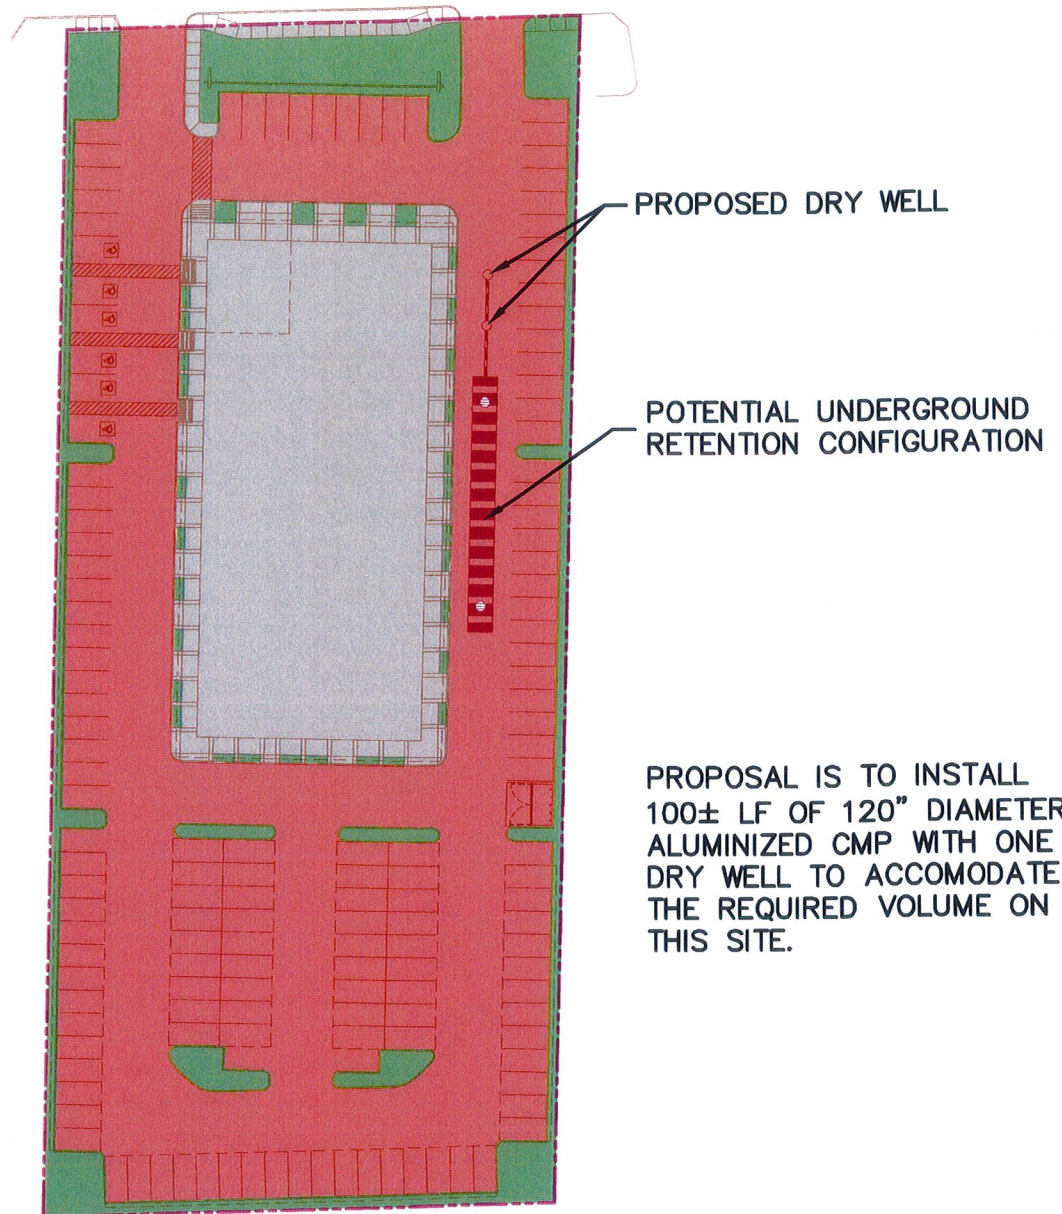 PROPOSED DRY WELL
POTENTIAL UNDERGROUND
RETENTION CONFIGURATION
PROPOSAL IS TO INSTALL
100± LF OF 120" DIAMETER
ALUMINIZED CMP WITH ONE
DRY WELL TO ACCOMODATE
THE REQUIRED VOLUME ON
THIS SITE.